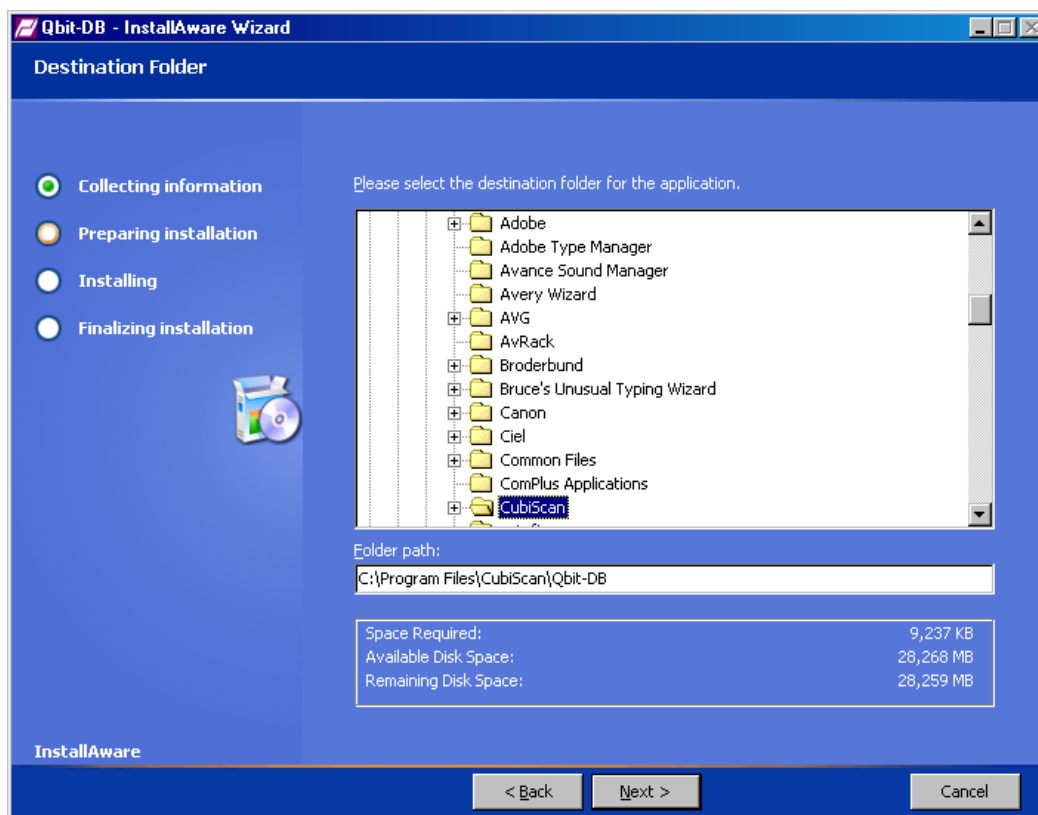 Qbit-DB - InstallAware Wizard
Destination Folder
Collecting information
Preparing installation
Installing
Finalizing installation
Please select the destination folder for the application.
Adobe
Adobe Type Manager
Avance Sound Manager
Avery Wizard
AVG
AvRack
Broderbund
Bruce's Unusual Typing Wizard
Canon
Ciel
Common Files
ComPlus Applications
CubiScan
Folder path:
C:\Program Files\CubiScan\Qbit-DB
Space Required: 9,237 KB
Available Disk Space: 28,268 MB
Remaining Disk Space: 28,259 MB
InstallAware
< Back Next > Cancel